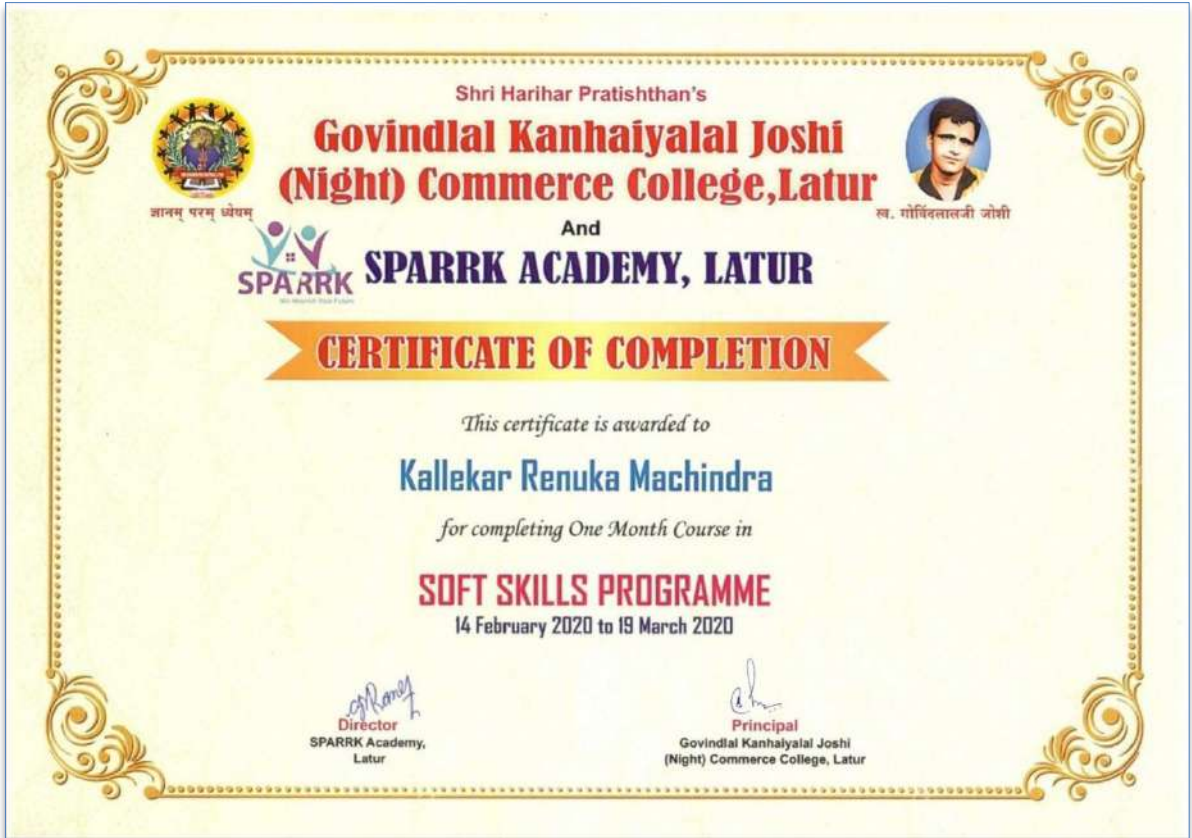 Shri Harihar Pratishthan's
Govindlal Kanhaiyalal Joshi
(Night) Commerce College,Latur
ज्ञानम् परम् ध्येयम्
स्व. गोविंदलालजी जोशी
And
SPARRK
SPARRK ACADEMY, LATUR
CERTIFICATE OF COMPLETION
This certificate is awarded to
Kallekar Renuka Machindra
for completing One Month Course in
SOFT SKILLS PROGRAMME
14 February 2020 to 19 March 2020
Director
SPARRK Academy,
Latur
Principal
Govindlal Kanhaiyalal Joshi
(Night) Commerce College, Latur